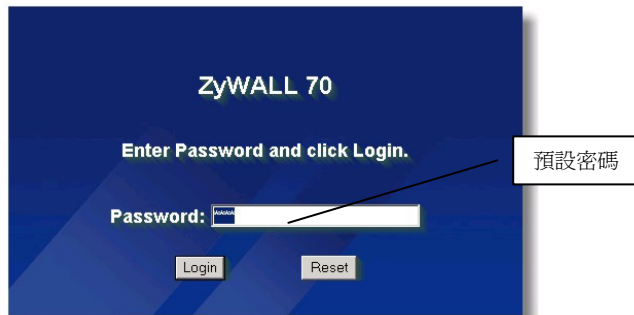 ZyWALL 70
Enter Password and click Login.
預設密碼
Password: ****
Login Reset